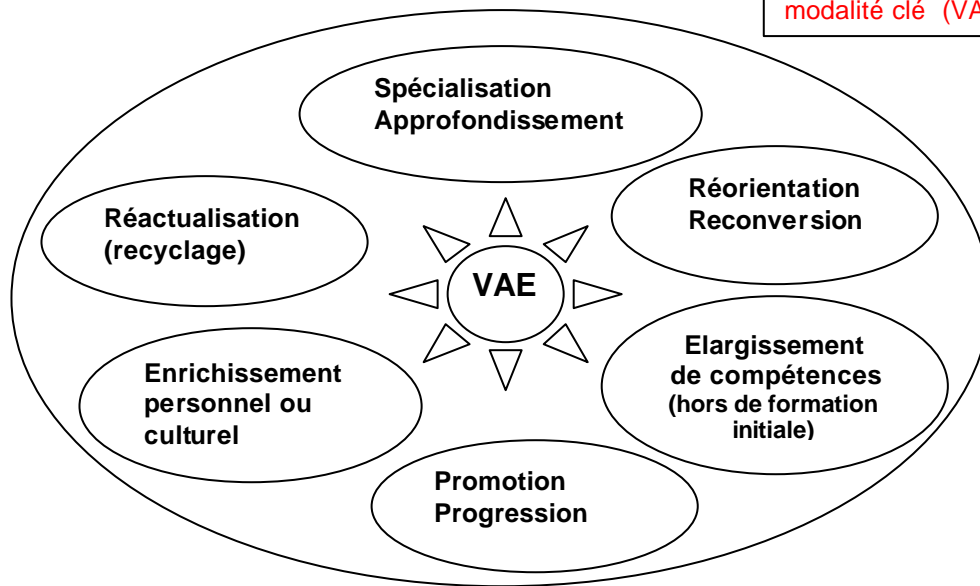 modalité clé (VA
Spécialisation
Approfondissement
Réorientation
Reconversion
Réactualisation
(recyclage)
VAE
Elargissement
de compétences
(hors de formation
initiale)
Enrichissement
personnel ou
culturel
Promotion
Progression